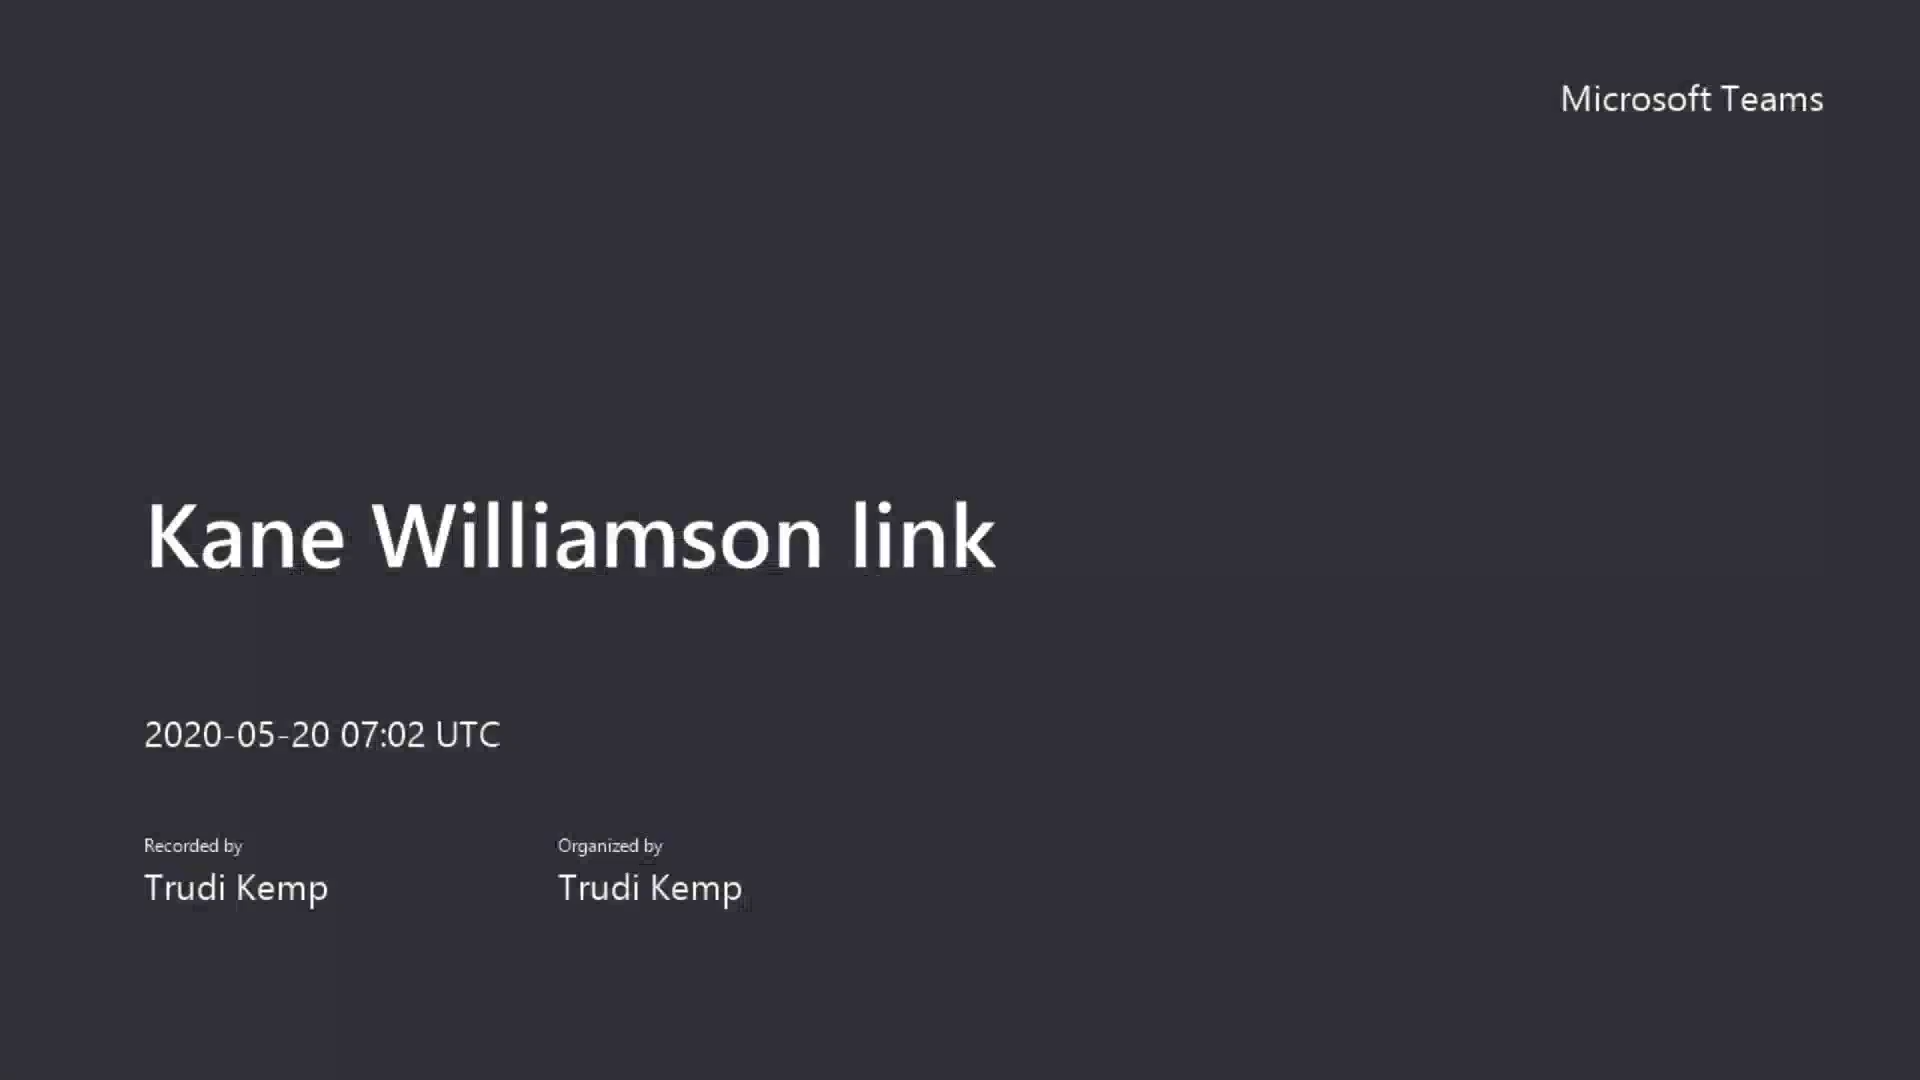 Microsoft Teams
Kane Williamson link
2020-05-20 07:02 UTC
Recorded by
Trudi Kemp
Organized by
Trudi Kemp